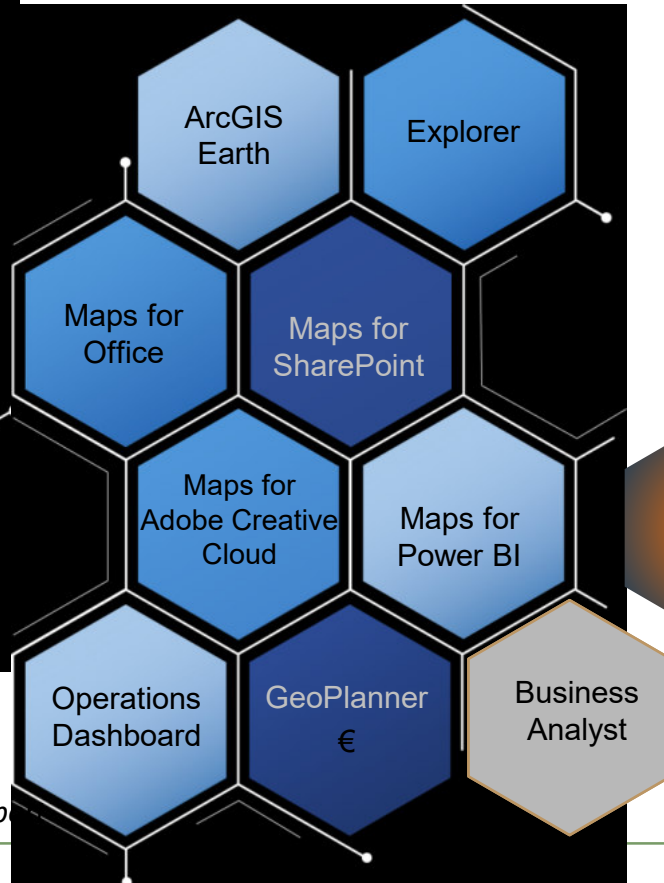 ArcGIS
Earth
Explorer
Maps for
Office
Maps for
SharePoint
Maps for
Adobe Creative
Cloud
Maps for
Power BI
Operations
Dashboard
GeoPlanner
€
Business
Analyst